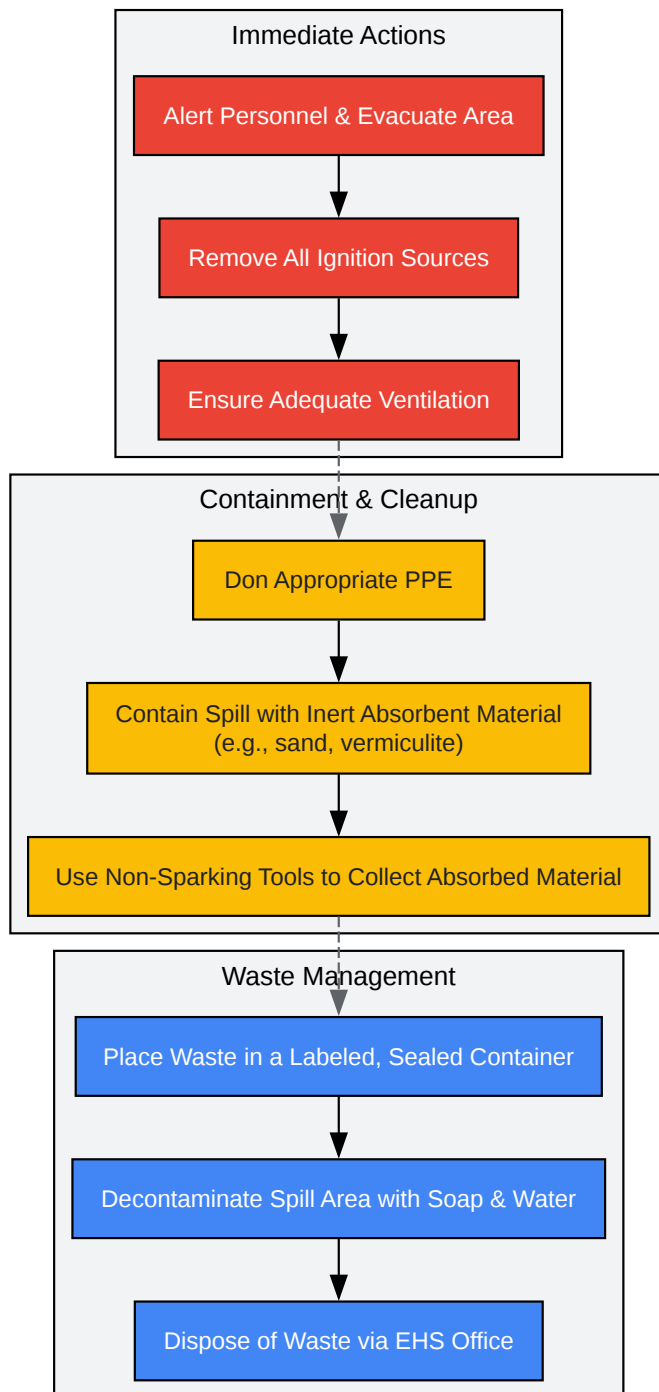 Immediate Actions
Alert Personnel & Evacuate Area
Remove All Ignition Sources
Ensure Adequate Ventilation
Containment & Cleanup
Don Appropriate PPE
Contain Spill with Inert Absorbent Material
(e.g., sand, vermiculite)
Use Non-Sparking Tools to Collect Absorbed Material
Waste Management
Place Waste in a Labeled, Sealed Container
Decontaminate Spill Area with Soap & Water
Dispose of Waste via EHS Office